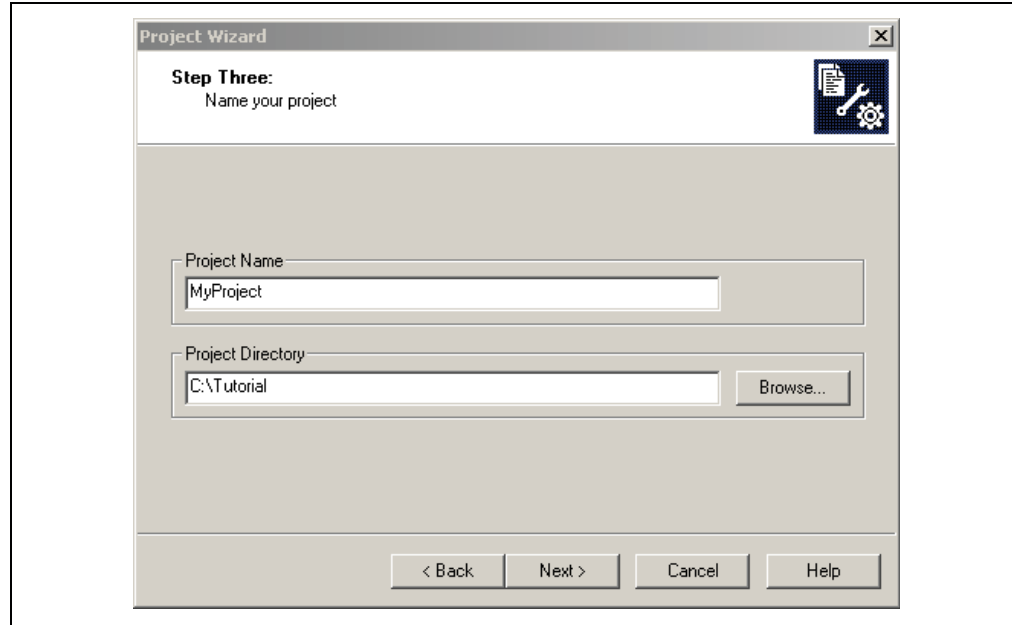 Project Wizard
Step Three:
Name your project
Project Name
MyProject
Project Directory
C:\Tutorial
Browse...
< Back
Next >
Cancel
Help